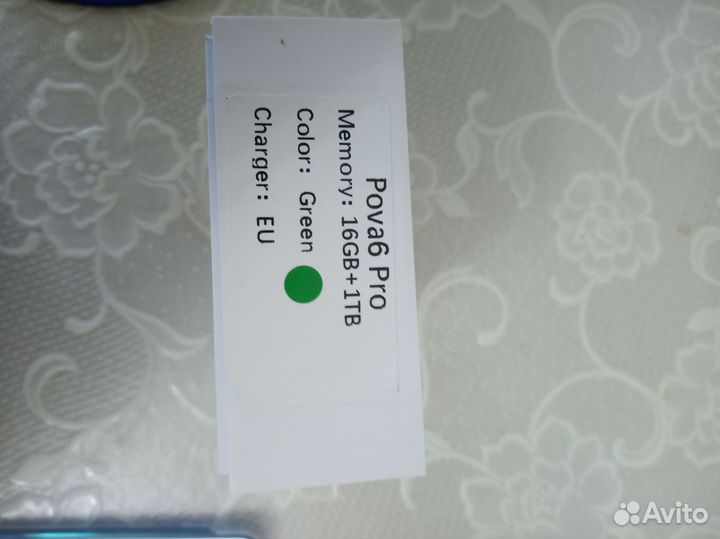 Pova6 Pro
Memory: 16GB+1TB
Color: Green
Charger: EU
Avito